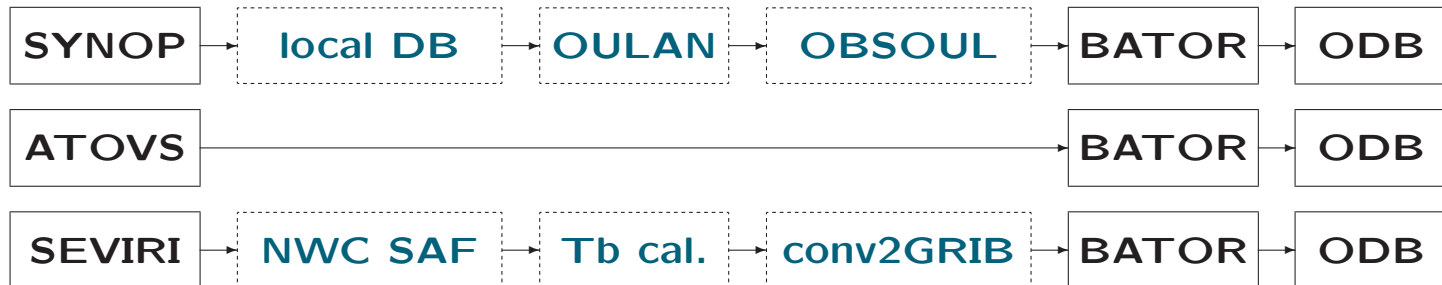 SYNOP local DB OULAN OBSOUL BATOR ODB
ATOVS BATOR ODB
SEVIRI NWC SAF Tb cal. conv2GRIB BATOR ODB